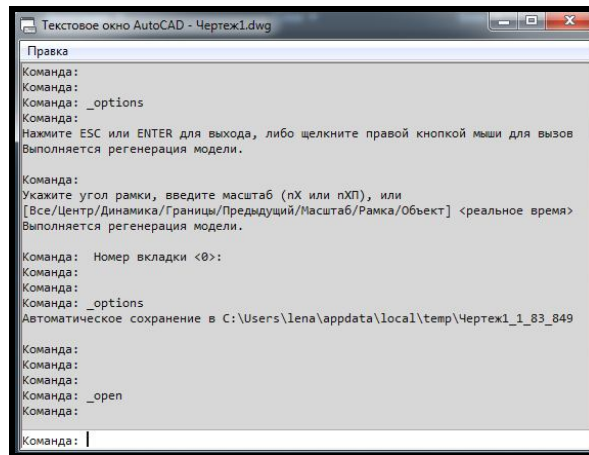 Текстовое окно AutoCAD - Чертеж1.dwg
Правка
Команда:
Команда:
Команда: _options
Команда:
Нажмите ESC или ENTER для выхода, либо щелкните правой кнопкой мыши для вызов
Выполняется регенерация модели.
Команда:
Укажите угол рамки, введите масштаб (nX или nXП), или
[Все/Центр/Динамика/Границы/Предыдущий/Масштаб/Рамка/Объект] <реальное время>
Выполняется регенерация модели.
Команда:  Номер вкладки <0>:
Команда:
Команда:
Команда: _options
Автоматическое сохранение в C:\Users\lena\appdata\local\temp\Чертеж1_1_83_849
Команда:
Команда:
Команда:
Команда: _open
Команда:
Команда: